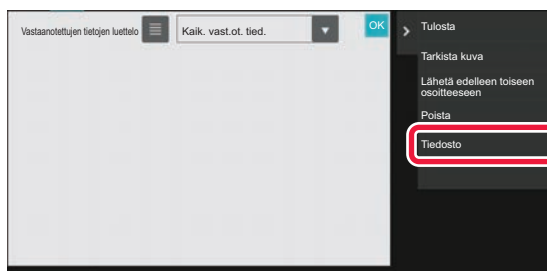 Vastaanotettujen tietojen luettelo
Kaik. vast.ot. tied.
OK
Tulosta
Tarkista kuva
Lähetä edelleen toiseen
osoitteeseen
Poista
Tiedosto